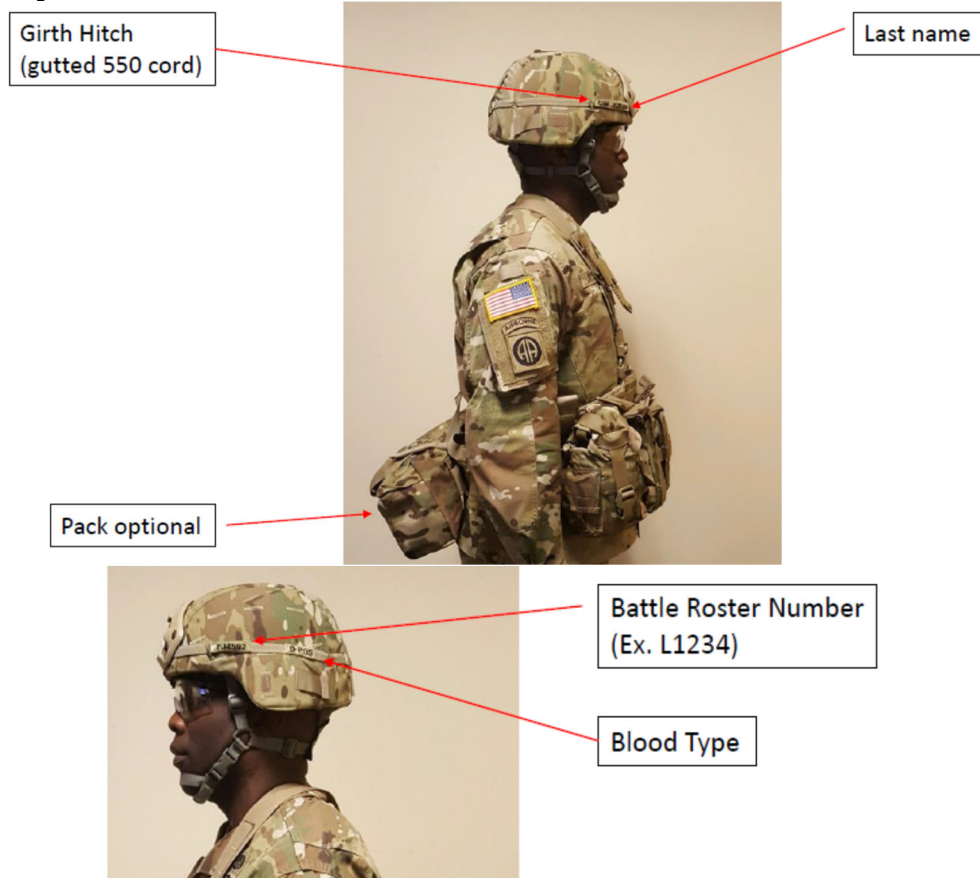 Girth Hitch
(gutted 550 cord)
Last name
AIRBORNE
AA
Pack optional
Battle Roster Number
(Ex. L1234)
O POS
Blood Type